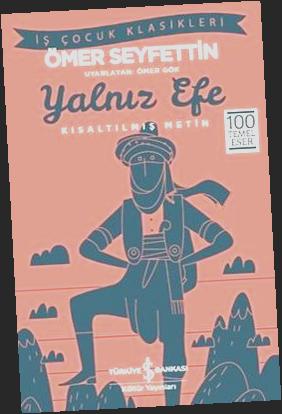 İŞ ÇOCUK KLASİKLERİ
ÖMER SEYFETTİN
UYARLAYAN: ÖMER GÖK
Yalnız Efe
KISALTILMIŞ METİN
100
TEMEL
ESER
TÜRKİYE İŞ BANKASI
Kültür Yayınları